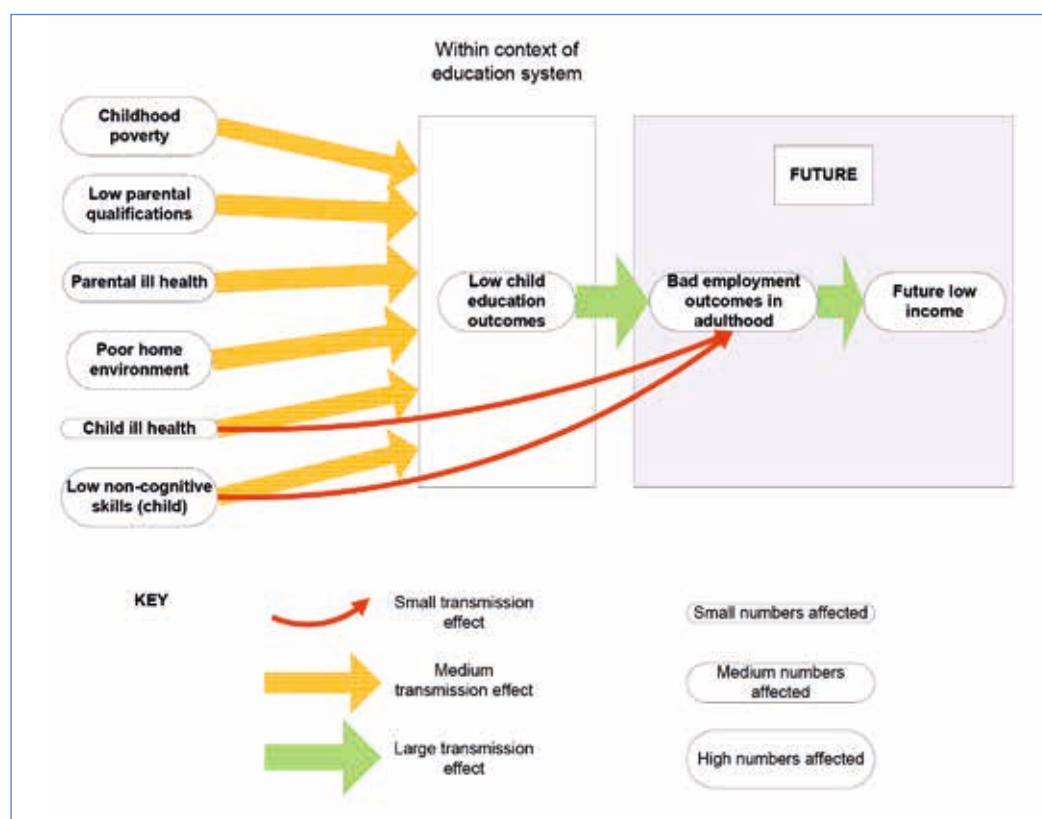 Within context of
education system
Childhood
poverty
Low parental
qualifications
Parental ill health
Poor home
environment
Child ill health
Low non-cognitive
skills (child)
Low child
education
outcomes
FUTURE
Bad employment
outcomes in
adulthood
Future low
income
KEY
Small transmission
effect
Medium
transmission effect
Large transmission
effect
Small numbers affected
Medium numbers
affected
High numbers affected